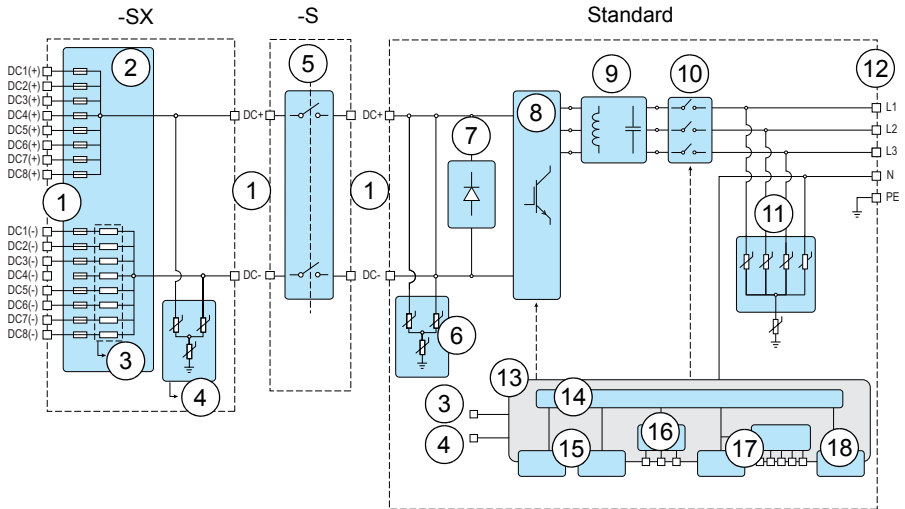 -SX
-S
Standard
2
5
9
10
12
DC1(+)
DC2(+)
DC3(+)
DC4(+)
DC5(+)
DC6(+)
DC7(+)
DC8(+)
DC+
DC+
7
8
L1
L2
L3
N
PE
1
1
1
11
DC1(-)
DC2(-)
DC3(-)
DC4(-)
DC5(-)
DC6(-)
DC7(-)
DC8(-)
DC-
DC-
6
3
4
13
3
4
14
15
16
17
18